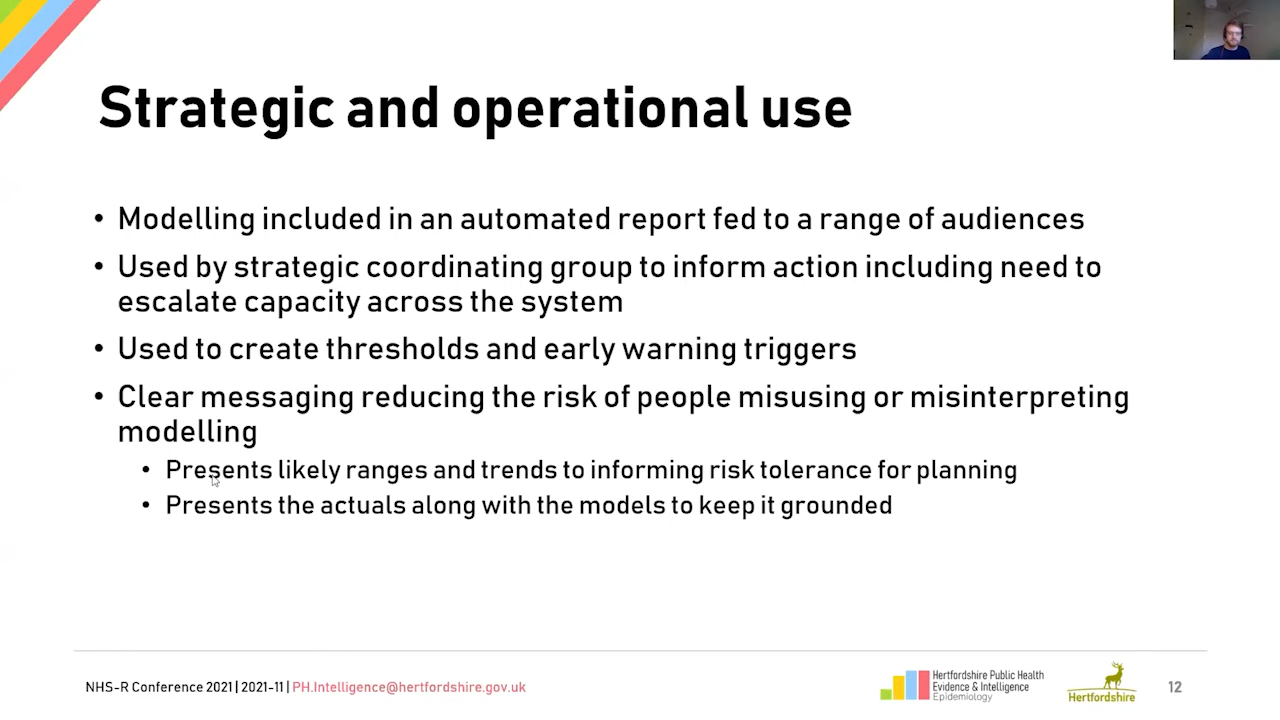 Strategic and operational use
• Modelling included in an automated report fed to a range of audiences
• Used by strategic coordinating group to inform action including need to
escalate capacity across the system
• Used to create thresholds and early warning triggers
• Clear messaging reducing the risk of people misusing or misinterpreting
modelling
• Presents likely ranges and trends to informing risk tolerance for planning
• Presents the actuals along with the models to keep it grounded
NHS-R Conference 2021 | 2021-11 | PH.Intelligence@hertfordshire.gov.uk
Hertfordshire Public Health
Evidence & Intelligence
Epidemiology
Hertfordshire
12